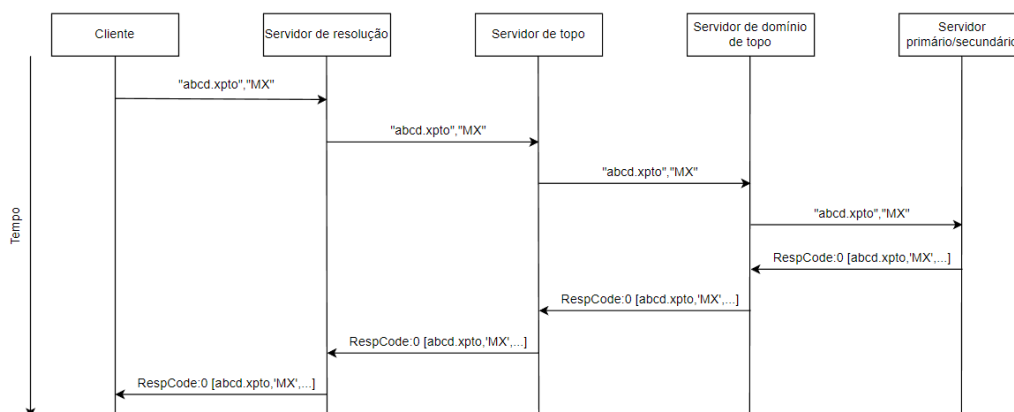 Cliente
Servidor de resolução
Servidor de topo
Servidor de domínio
de topo
Servidor
primário/secundário
"abcd.xpto","MX"
"abcd.xpto","MX"
"abcd.xpto","MX"
"abcd.xpto","MX"
Tempo
RespCode:0 [abcd.xpto,'MX',...]
RespCode:0 [abcd.xpto,'MX',...]
RespCode:0 [abcd.xpto,'MX',...]
RespCode:0 [abcd.xpto,'MX',...]